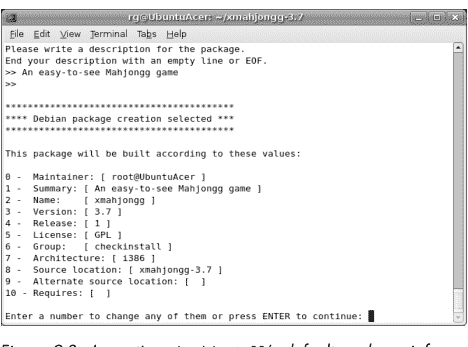 rg@UbuntuAcer: ~/xmahjongg-3.7
File Edit View Terminal Tabs Help
Please write a description for the package.
End your description with an empty line or EOF.
>> An easy-to-see Mahjongg game
>>
*****************************************
**** Debian package creation selected ***
*****************************************
This package will be built according to these values:
0 - Maintainer: [ root@UbuntuAcer ]
1 - Summary: [ An easy-to-see Mahjongg game ]
2 - Name: [ xmahjongg ]
3 - Version: [ 3.7 ]
4 - Release: [ 1 ]
5 - License: [ GPL ]
6 - Group: [ checkinstall ]
7 - Architecture: [ i386 ]
8 - Source location: [ xmahjongg-3.7 ]
9 - Alternate source location: [ ]
10 - Requires: [ ]
Enter a number to change any of them or press ENTER to continue: